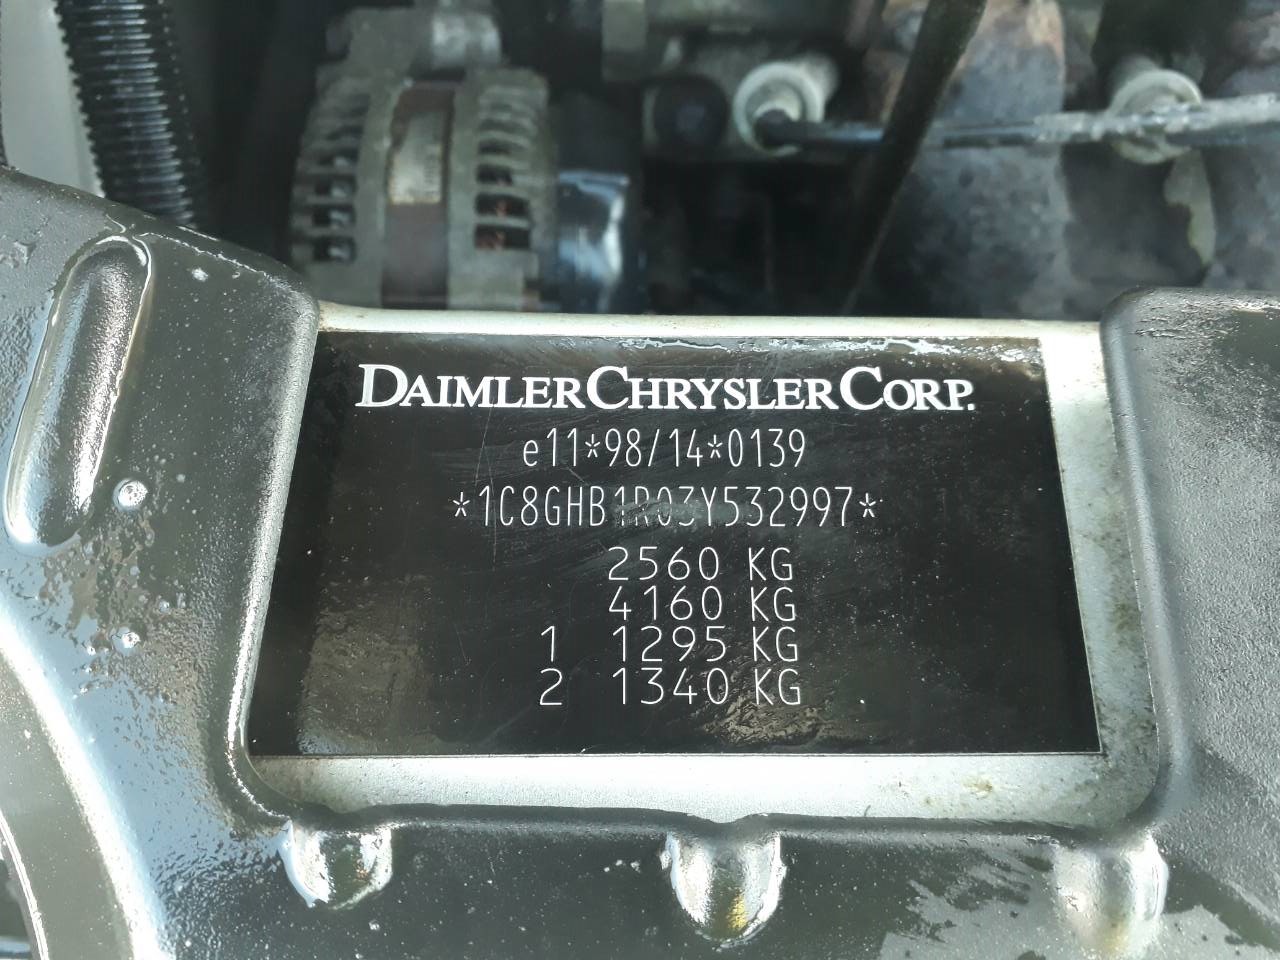 DAIMLERCHRYSLER CORP.
e11*98/14*0139
*1C8GHB1R03Y532997*
2560 KG
4160 KG
1 1295 KG
2 1340 KG